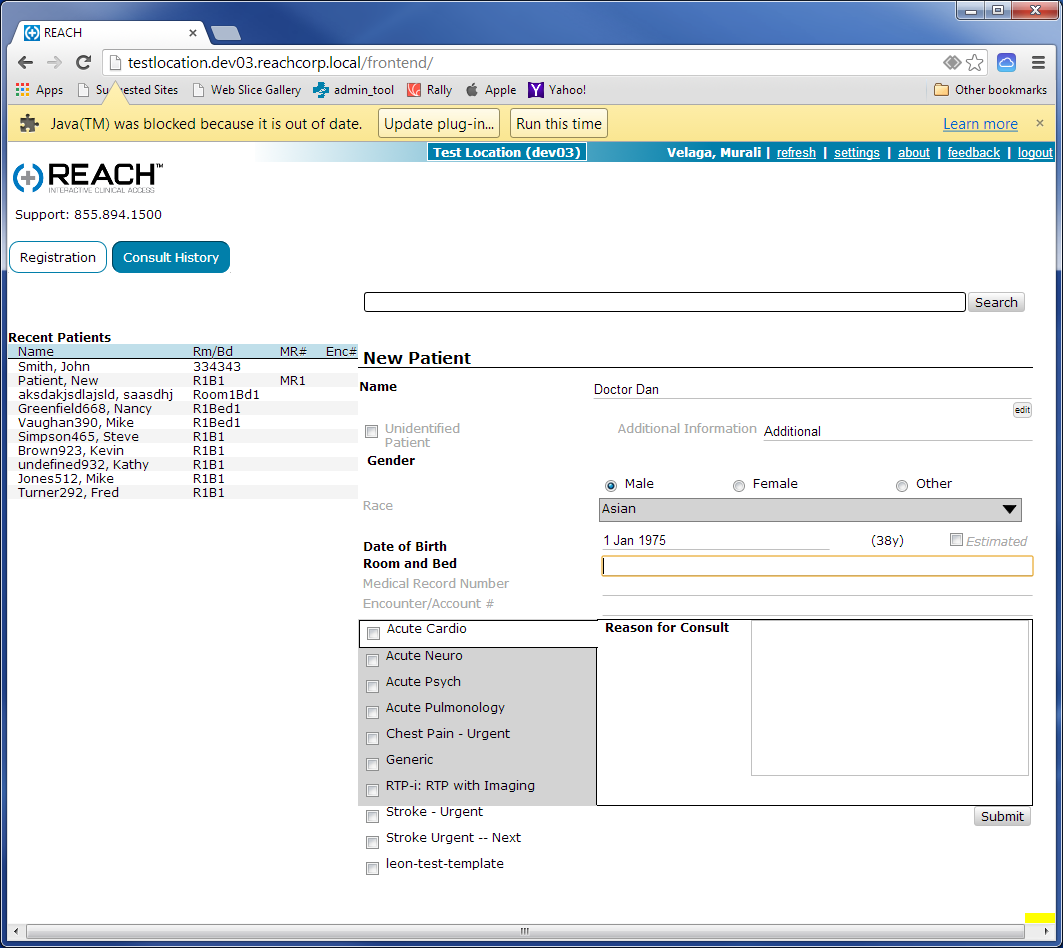 REACH
testlocation.dev03.reachcorp.local/frontend/
Apps Suggested Sites Web Slice Gallery admin_tool Rally Apple Yahoo! Other bookmarks
Java(TM) was blocked because it is out of date. Update plug-in... Run this time Learn more
Test Location (dev03) Velaga, Murali | refresh | settings | about | feedback | logout
REACH™
INTERACTIVE CLINICAL ACCESS
Support: 855.894.1500
Registration Consult History
Search
Recent Patients
Name Rm/Bd MR# Enc#
Smith, John 334343
Patient, New R1B1 MR1
aksdakjsdlajsld, saasdhj Room1Bd1
Greenfield668, Nancy R1Bed1
Vaughan390, Mike R1Bed1
Simpson465, Steve R1B1
Brown923, Kevin R1B1
undefined932, Kathy R1B1
Jones512, Mike R1B1
Turner292, Fred R1B1
New Patient
Name Doctor Dan
edit
Unidentified
Patient
Additional Information Additional
Gender
Male Female Other
Race Asian
Date of Birth 1 Jan 1975 (38y) Estimated
Room and Bed
Medical Record Number
Encounter/Account #
Acute Cardio
Acute Neuro
Acute Psych
Acute Pulmonology
Chest Pain - Urgent
Generic
RTP-i: RTP with Imaging
Stroke - Urgent
Stroke Urgent -- Next
leon-test-template
Reason for Consult
Submit